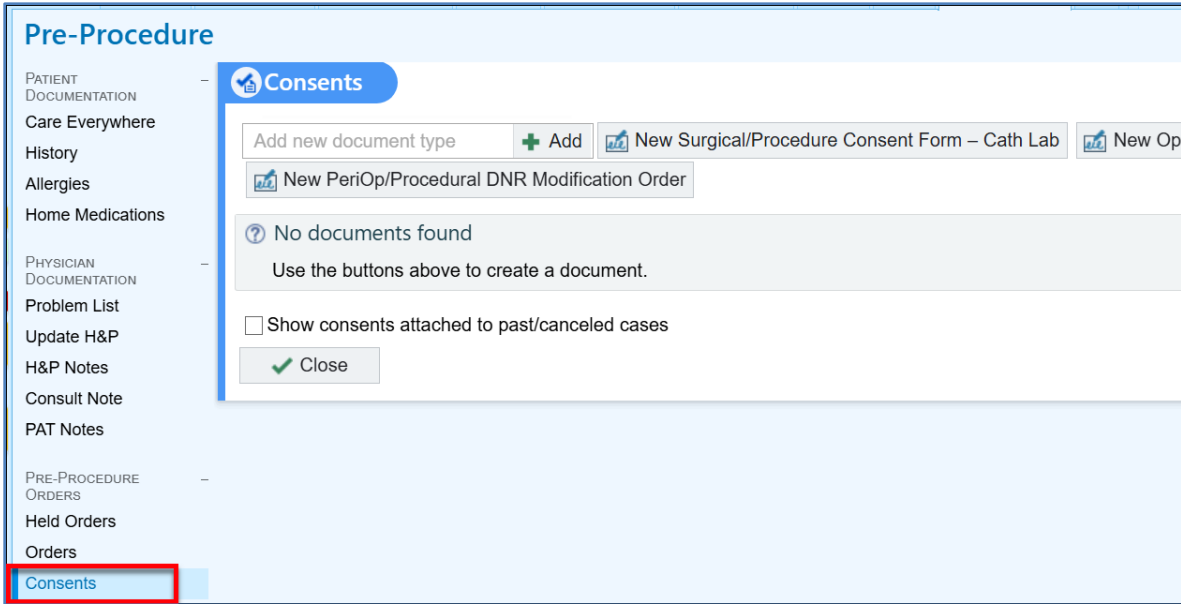 Pre-Procedure
PATIENT
DOCUMENTATION
Care Everywhere
History
Allergies
Home Medications
PHYSICIAN
DOCUMENTATION
Problem List
Update H&P
H&P Notes
Consult Note
PAT Notes
PRE-PROCEDURE
ORDERS
Held Orders
Orders
Consents
Consents
Add new document type Add New Surgical/Procedure Consent Form – Cath Lab New Op
New PeriOp/Procedural DNR Modification Order
No documents found
Use the buttons above to create a document.
Show consents attached to past/canceled cases
Close